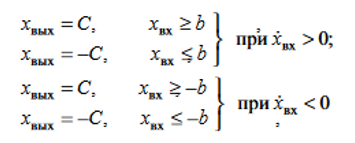 x_вых = C, x_вх ≥ b
x_вых = −C, x_вх ≤ b } при ẋ_вх > 0;
x_вых = C, x_вх ≥ −b
x_вых = −C, x_вх ≤ −b } при ẋ_вх < 0